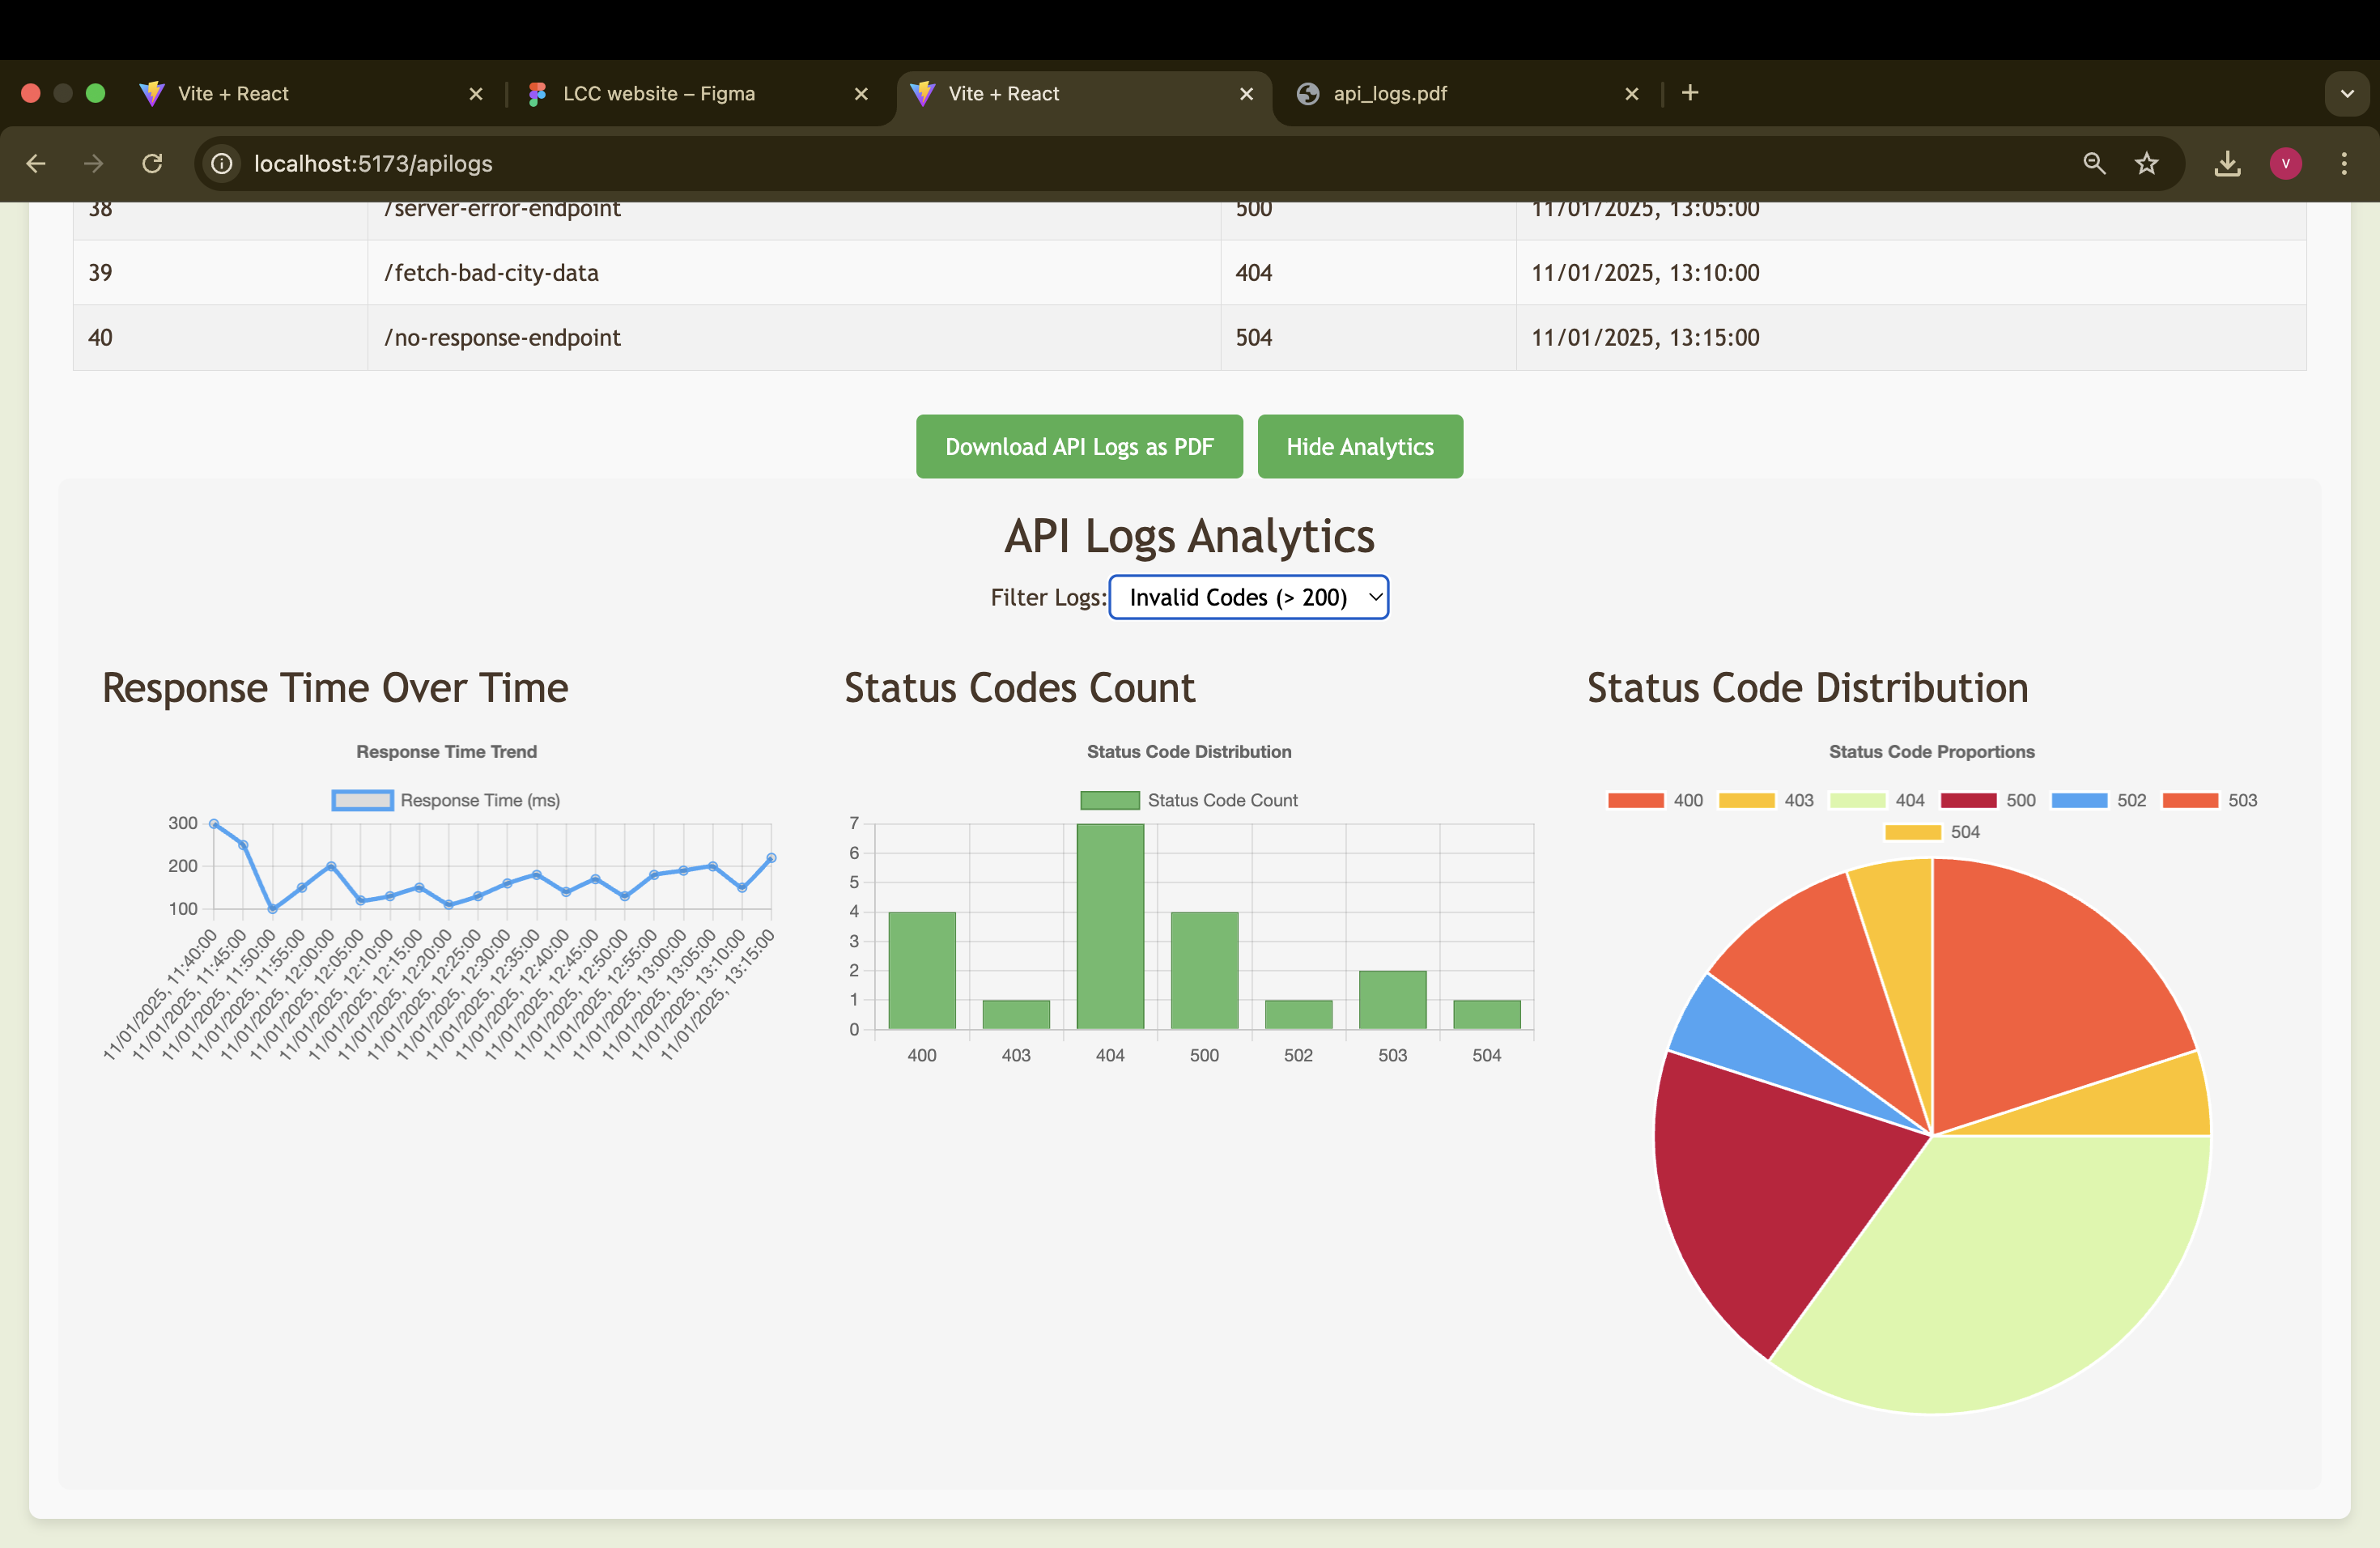 Vite + React
LCC website – Figma
Vite + React
api_logs.pdf
localhost:5173/apilogs
V
38 /server-error-endpoint 500 11/01/2025, 13:05:00
39 /fetch-bad-city-data 404 11/01/2025, 13:10:00
40 /no-response-endpoint 504 11/01/2025, 13:15:00
Download API Logs as PDF Hide Analytics
API Logs Analytics
Filter Logs: Invalid Codes (> 200)
Response Time Over Time
Response Time Trend
Response Time (ms)
300
200
100
11/01/2025, 11:40:00
11/01/2025, 11:45:00
11/01/2025, 11:50:00
11/01/2025, 11:55:00
11/01/2025, 12:00:00
11/01/2025, 12:05:00
11/01/2025, 12:10:00
11/01/2025, 12:15:00
11/01/2025, 12:20:00
11/01/2025, 12:25:00
11/01/2025, 12:30:00
11/01/2025, 12:35:00
11/01/2025, 12:40:00
11/01/2025, 12:45:00
11/01/2025, 12:50:00
11/01/2025, 12:55:00
11/01/2025, 13:00:00
11/01/2025, 13:05:00
11/01/2025, 13:10:00
11/01/2025, 13:15:00
Status Codes Count
Status Code Distribution
Status Code Count
7
6
5
4
3
2
1
0
400 403 404 500 502 503 504
Status Code Distribution
Status Code Proportions
400 403 404 500 502 503
504